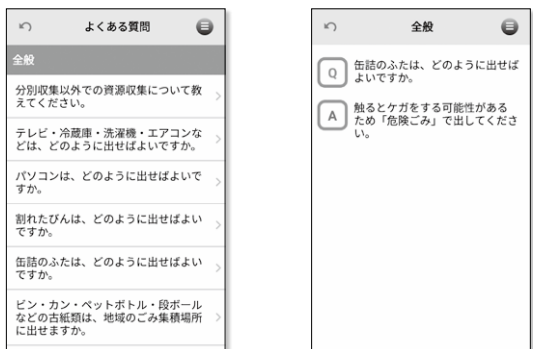 よくある質問
全般
分別収集以外での資源収集について教
えてください。
テレビ・冷蔵庫・洗濯機・エアコンな
どは、どのように出せばよいですか。
パソコンは、どのように出せばよいで
すか。
割れたびんは、どのように出せばよい
ですか。
缶詰のふたは、どのように出せばよい
ですか。
ビン・カン・ペットボトル・段ボール
などの古紙類は、地域のごみ集積場所
に出せますか。
全般
Q
缶詰のふたは、どのように出せば
よいですか。
A
触るとケガをする可能性がある
ため「危険ごみ」で出してくださ
い。